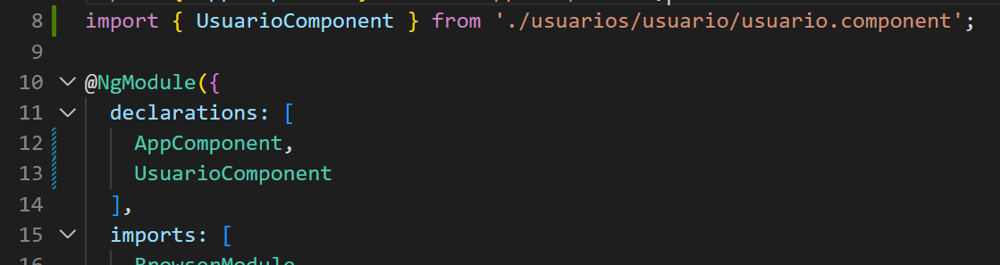 8 import { UsuarioComponent } from './usuarios/usuario/usuario.component';
9
10 @NgModule({
11 declarations: [
12 AppComponent,
13 UsuarioComponent
14 ],
15 imports: [
16 BrowserModule